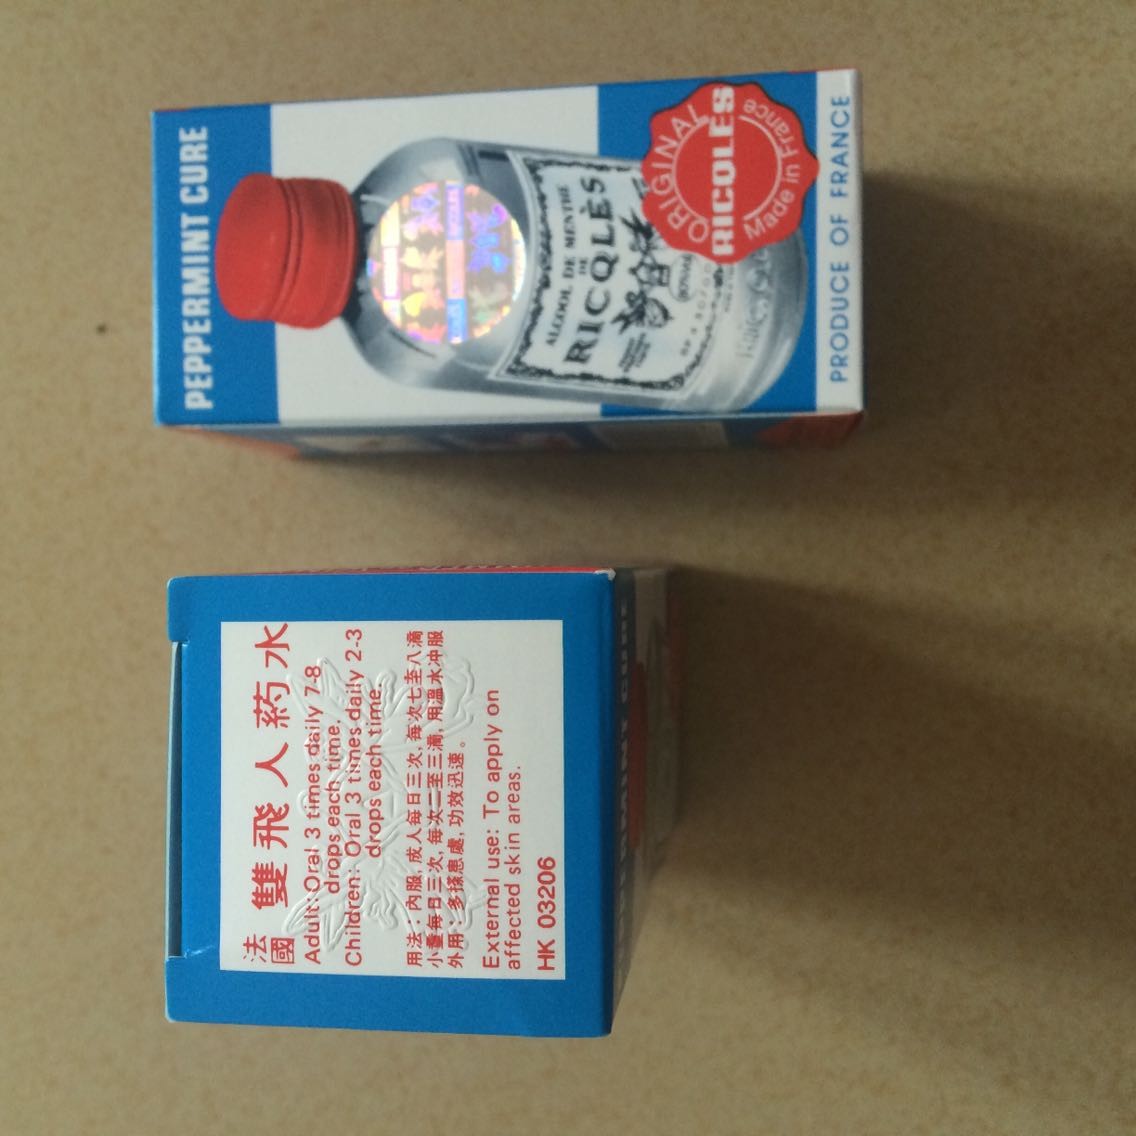 PEPPERMINT CURE
ALCOOL DE MENTHE
DE
RICQLÈS
ORIGINAL
RICQLÈS
Made in France
PRODUCE OF FRANCE
法國 雙飛人葯水
Adult:Oral 3 times daily 7-8
drops each time.
Children: Oral 3 times daily 2-3
drops each time.
用法：內服，成人每日三次，每次七至八滴
小童每日三次，每次二至三滴，用溫水冲服
外用：多搽患處，功效迅速。
External use: To apply on
affected skin areas.
HK 03206